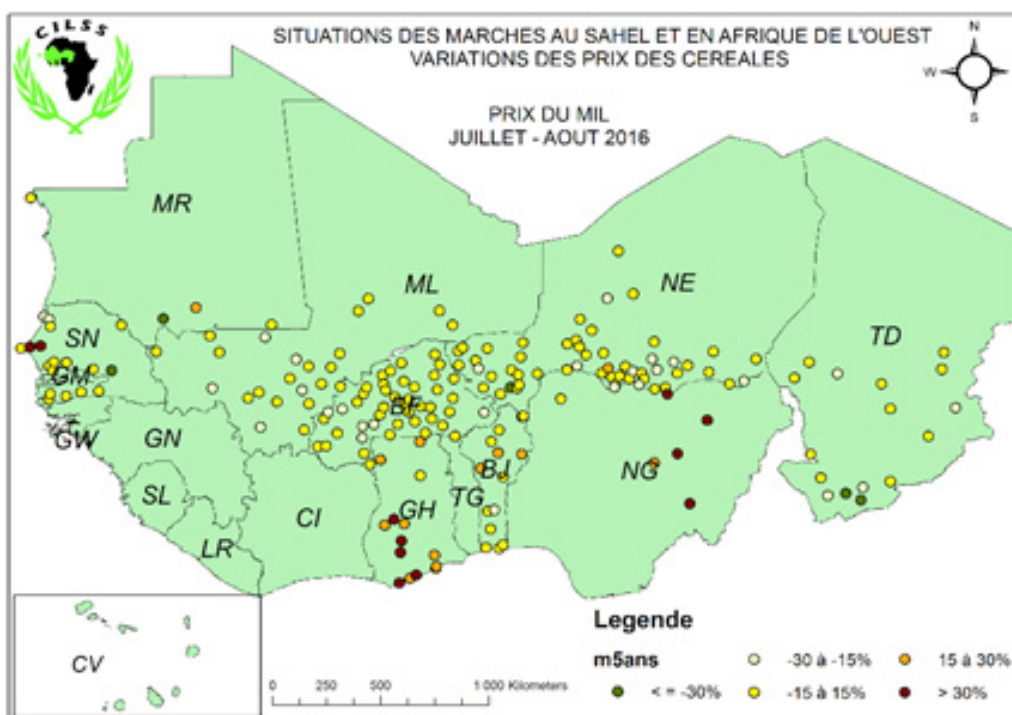 CILSS
SITUATIONS DES MARCHES AU SAHEL ET EN AFRIQUE DE L'OUEST
VARIATIONS DES PRIX DES CEREALES
PRIX DU MIL
JUILLET - AOUT 2016
N
W
S
MR
ML
NE
TD
SN
GM
GW
GN
SL
LR
CI
BF
GH
TG
BJ
NG
CV
0 250 500 1 000 Kilometers
Legende
m5ans
-30 à -15%
15 à 30%
< = -30%
-15 à 15%
> 30%